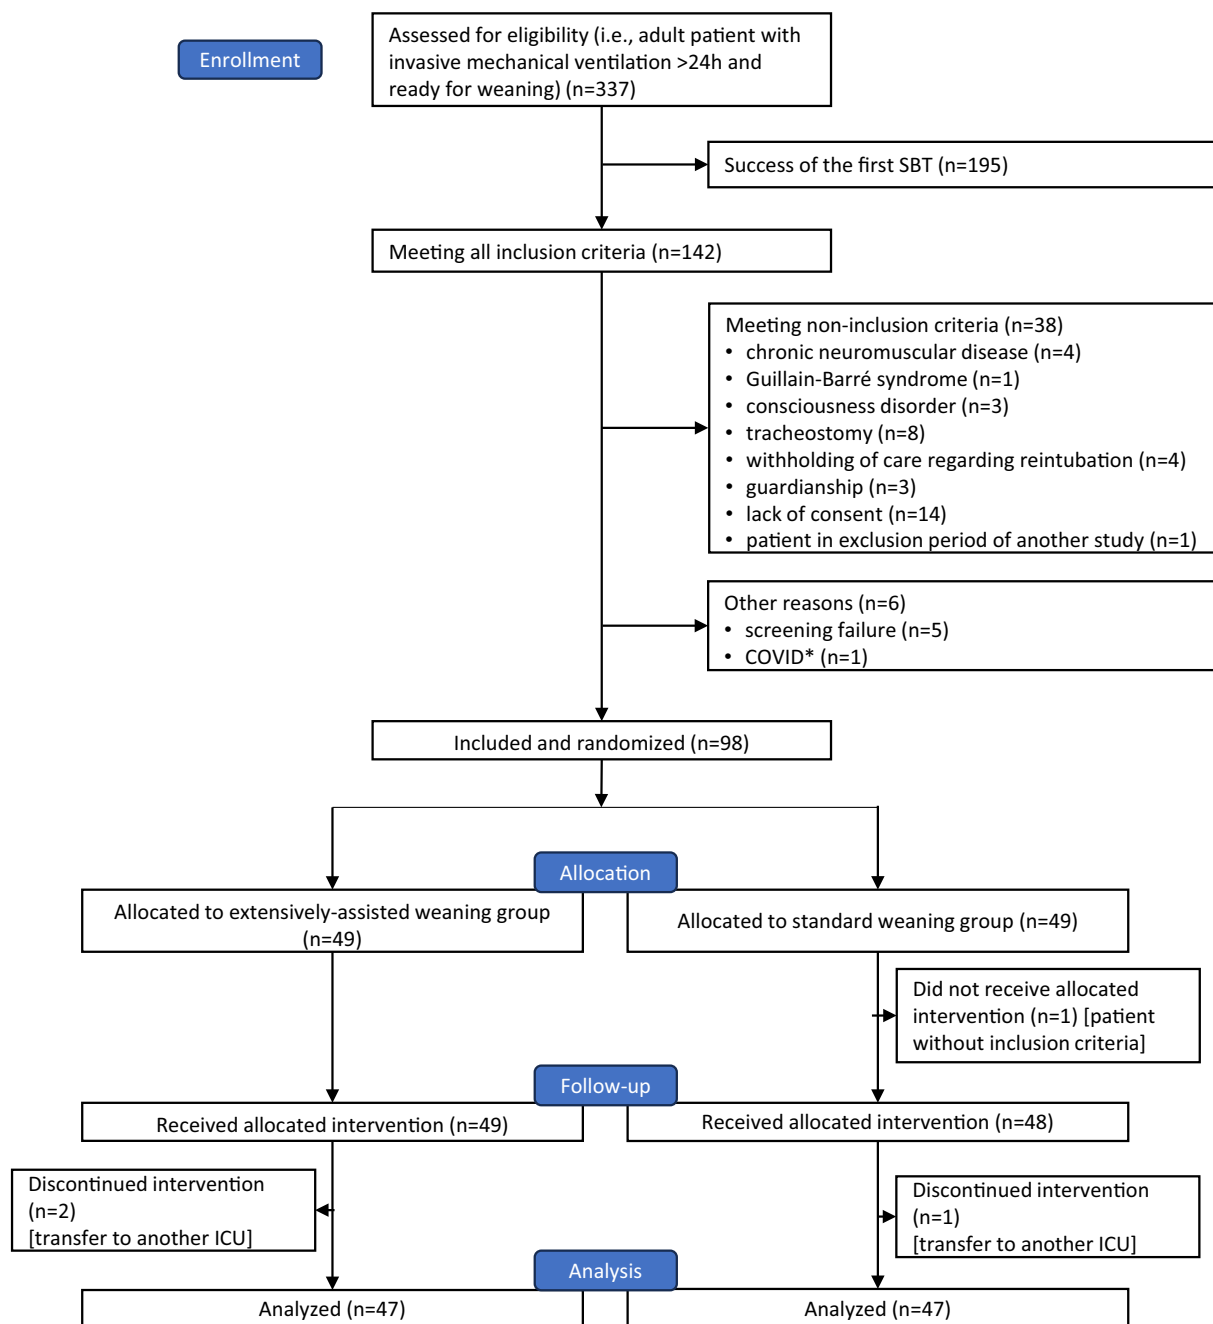 Enrollment
Assessed for eligibility (i.e., adult patient with
invasive mechanical ventilation >24h and
ready for weaning) (n=337)
Success of the first SBT (n=195)
Meeting all inclusion criteria (n=142)
Meeting non-inclusion criteria (n=38)
• chronic neuromuscular disease (n=4)
• Guillain-Barré syndrome (n=1)
• consciousness disorder (n=3)
• tracheostomy (n=8)
• withholding of care regarding reintubation (n=4)
• guardianship (n=3)
• lack of consent (n=14)
• patient in exclusion period of another study (n=1)
Other reasons (n=6)
• screening failure (n=5)
• COVID* (n=1)
Included and randomized (n=98)
Allocation
Allocated to extensively-assisted weaning group
(n=49)
Allocated to standard weaning group (n=49)
Did not receive allocated
intervention (n=1) [patient
without inclusion criteria]
Follow-up
Received allocated intervention (n=49)
Received allocated intervention (n=48)
Discontinued intervention
(n=2)
[transfer to another ICU]
Discontinued intervention
(n=1)
[transfer to another ICU]
Analysis
Analyzed (n=47)
Analyzed (n=47)